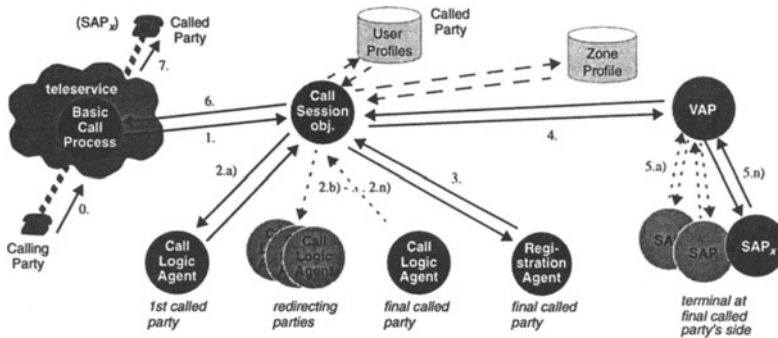 (SAPx)
Called
Party
7.
teleservice
Basic
Call
Process
0.
Calling
Party
6.
1.
User
Profiles
Called
Party
Zone
Profile
Call
Session
obj.
VAP
4.
2.a)
2.b) - ... 2.n)
3.
5.a)
5.n)
Call
Logic
Agent
1st called
party
Call
Logic
Agent
redirecting
parties
Call
Logic
Agent
final called
party
Regi-
stration
Agent
final called
party
SAP
SAP
SAPx
terminal at
final called
party's side